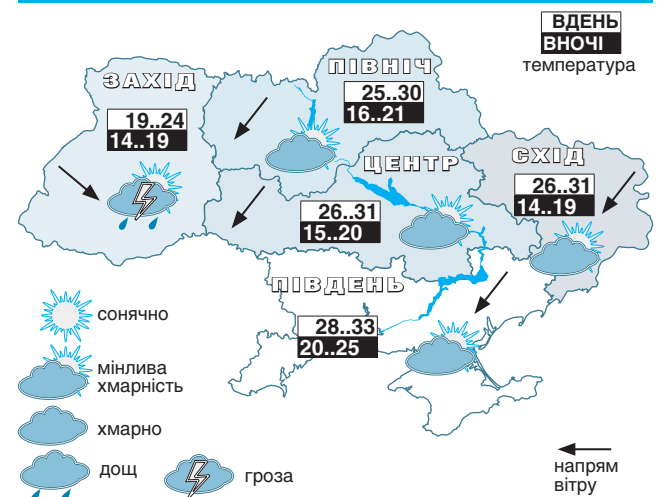 ВДЕНЬ
ВНОЧІ
температура
ЗАХІД
19..24
14..19
ПІВНІЧ
25..30
16..21
ЦЕНТР
26..31
15..20
СХІД
26..31
14..19
ПІВДЕНЬ
28..33
20..25
сонячно
мінлива
хмарність
хмарно
дощ
гроза
напрям
вітру